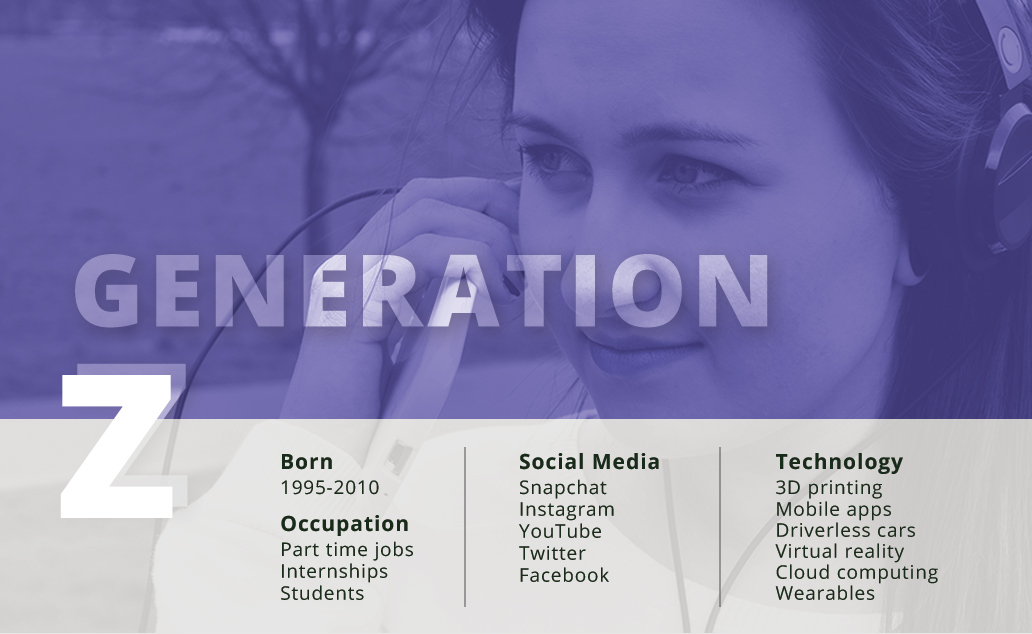 GENERATION
Z
Born
1995-2010
Occupation
Part time jobs
Internships
Students
Social Media
Snapchat
Instagram
YouTube
Twitter
Facebook
Technology
3D printing
Mobile apps
Driverless cars
Virtual reality
Cloud computing
Wearables